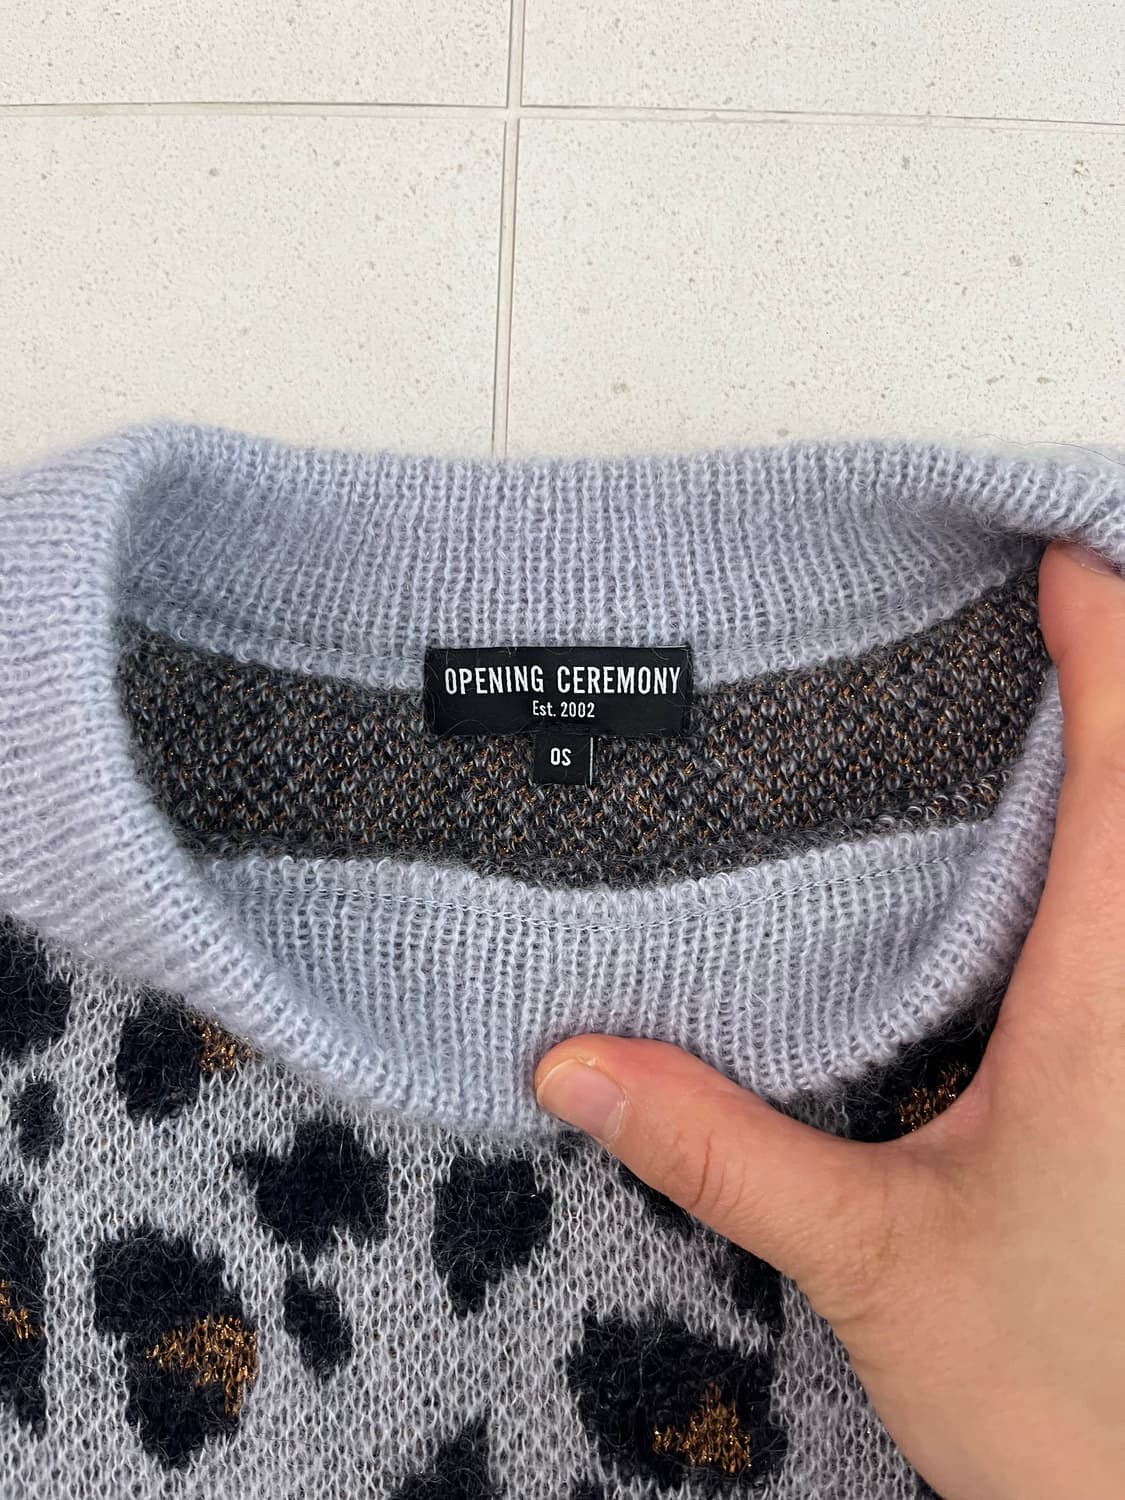 OPENING CEREMONY
Est. 2002
OS